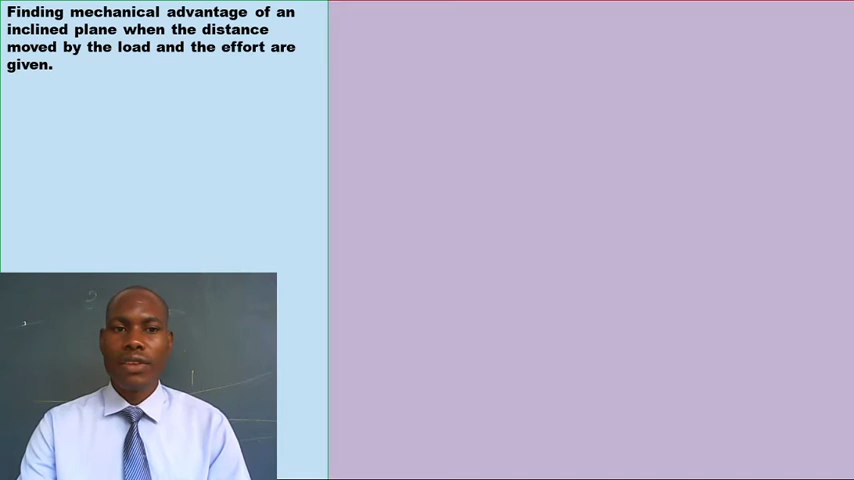 Finding mechanical advantage of an
inclined plane when the distance
moved by the load and the effort are
given.